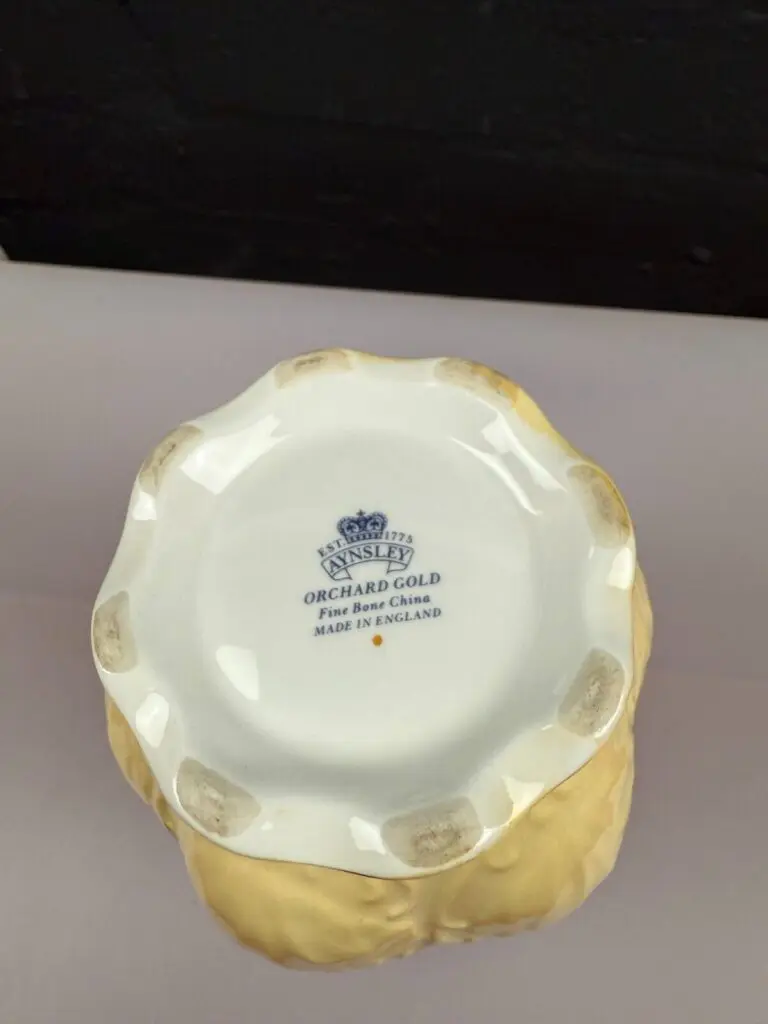 EST. 1775
AYNSLEY
ORCHARD GOLD
Fine Bone China
MADE IN ENGLAND